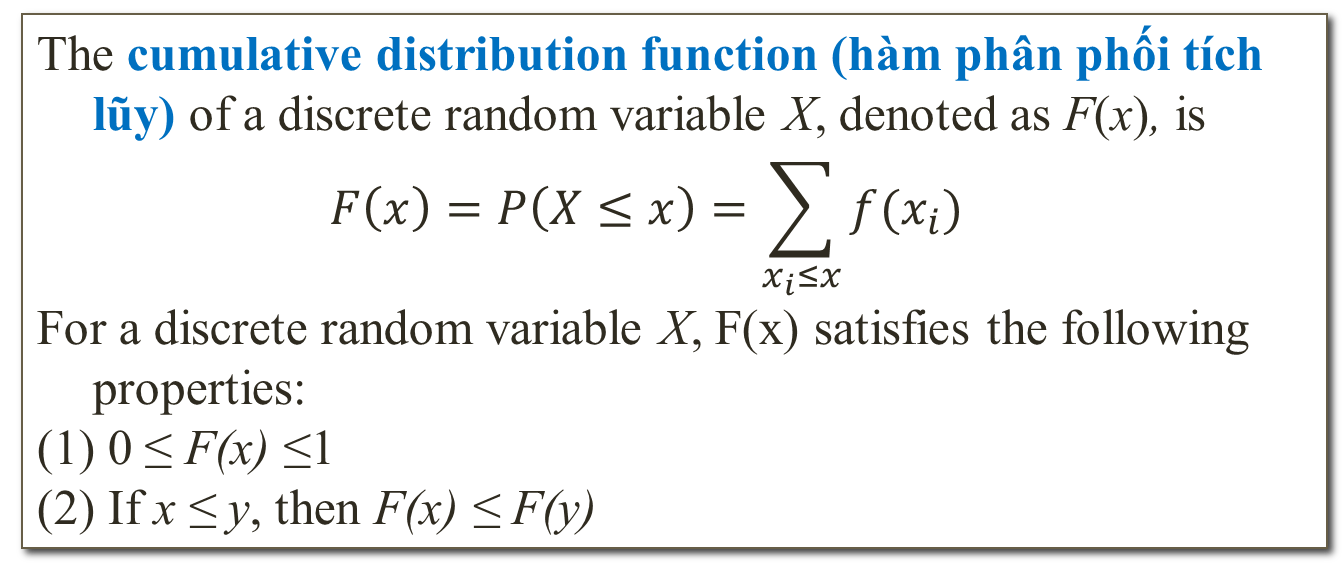 The cumulative distribution function (hàm phân phối tích
lũy) of a discrete random variable X, denoted as F(x), is
F(x) = P(X ≤ x) = ∑ f(xᵢ)
xᵢ≤x
For a discrete random variable X, F(x) satisfies the following
properties:
(1) 0 ≤ F(x) ≤1
(2) If x ≤ y, then F(x) ≤ F(y)